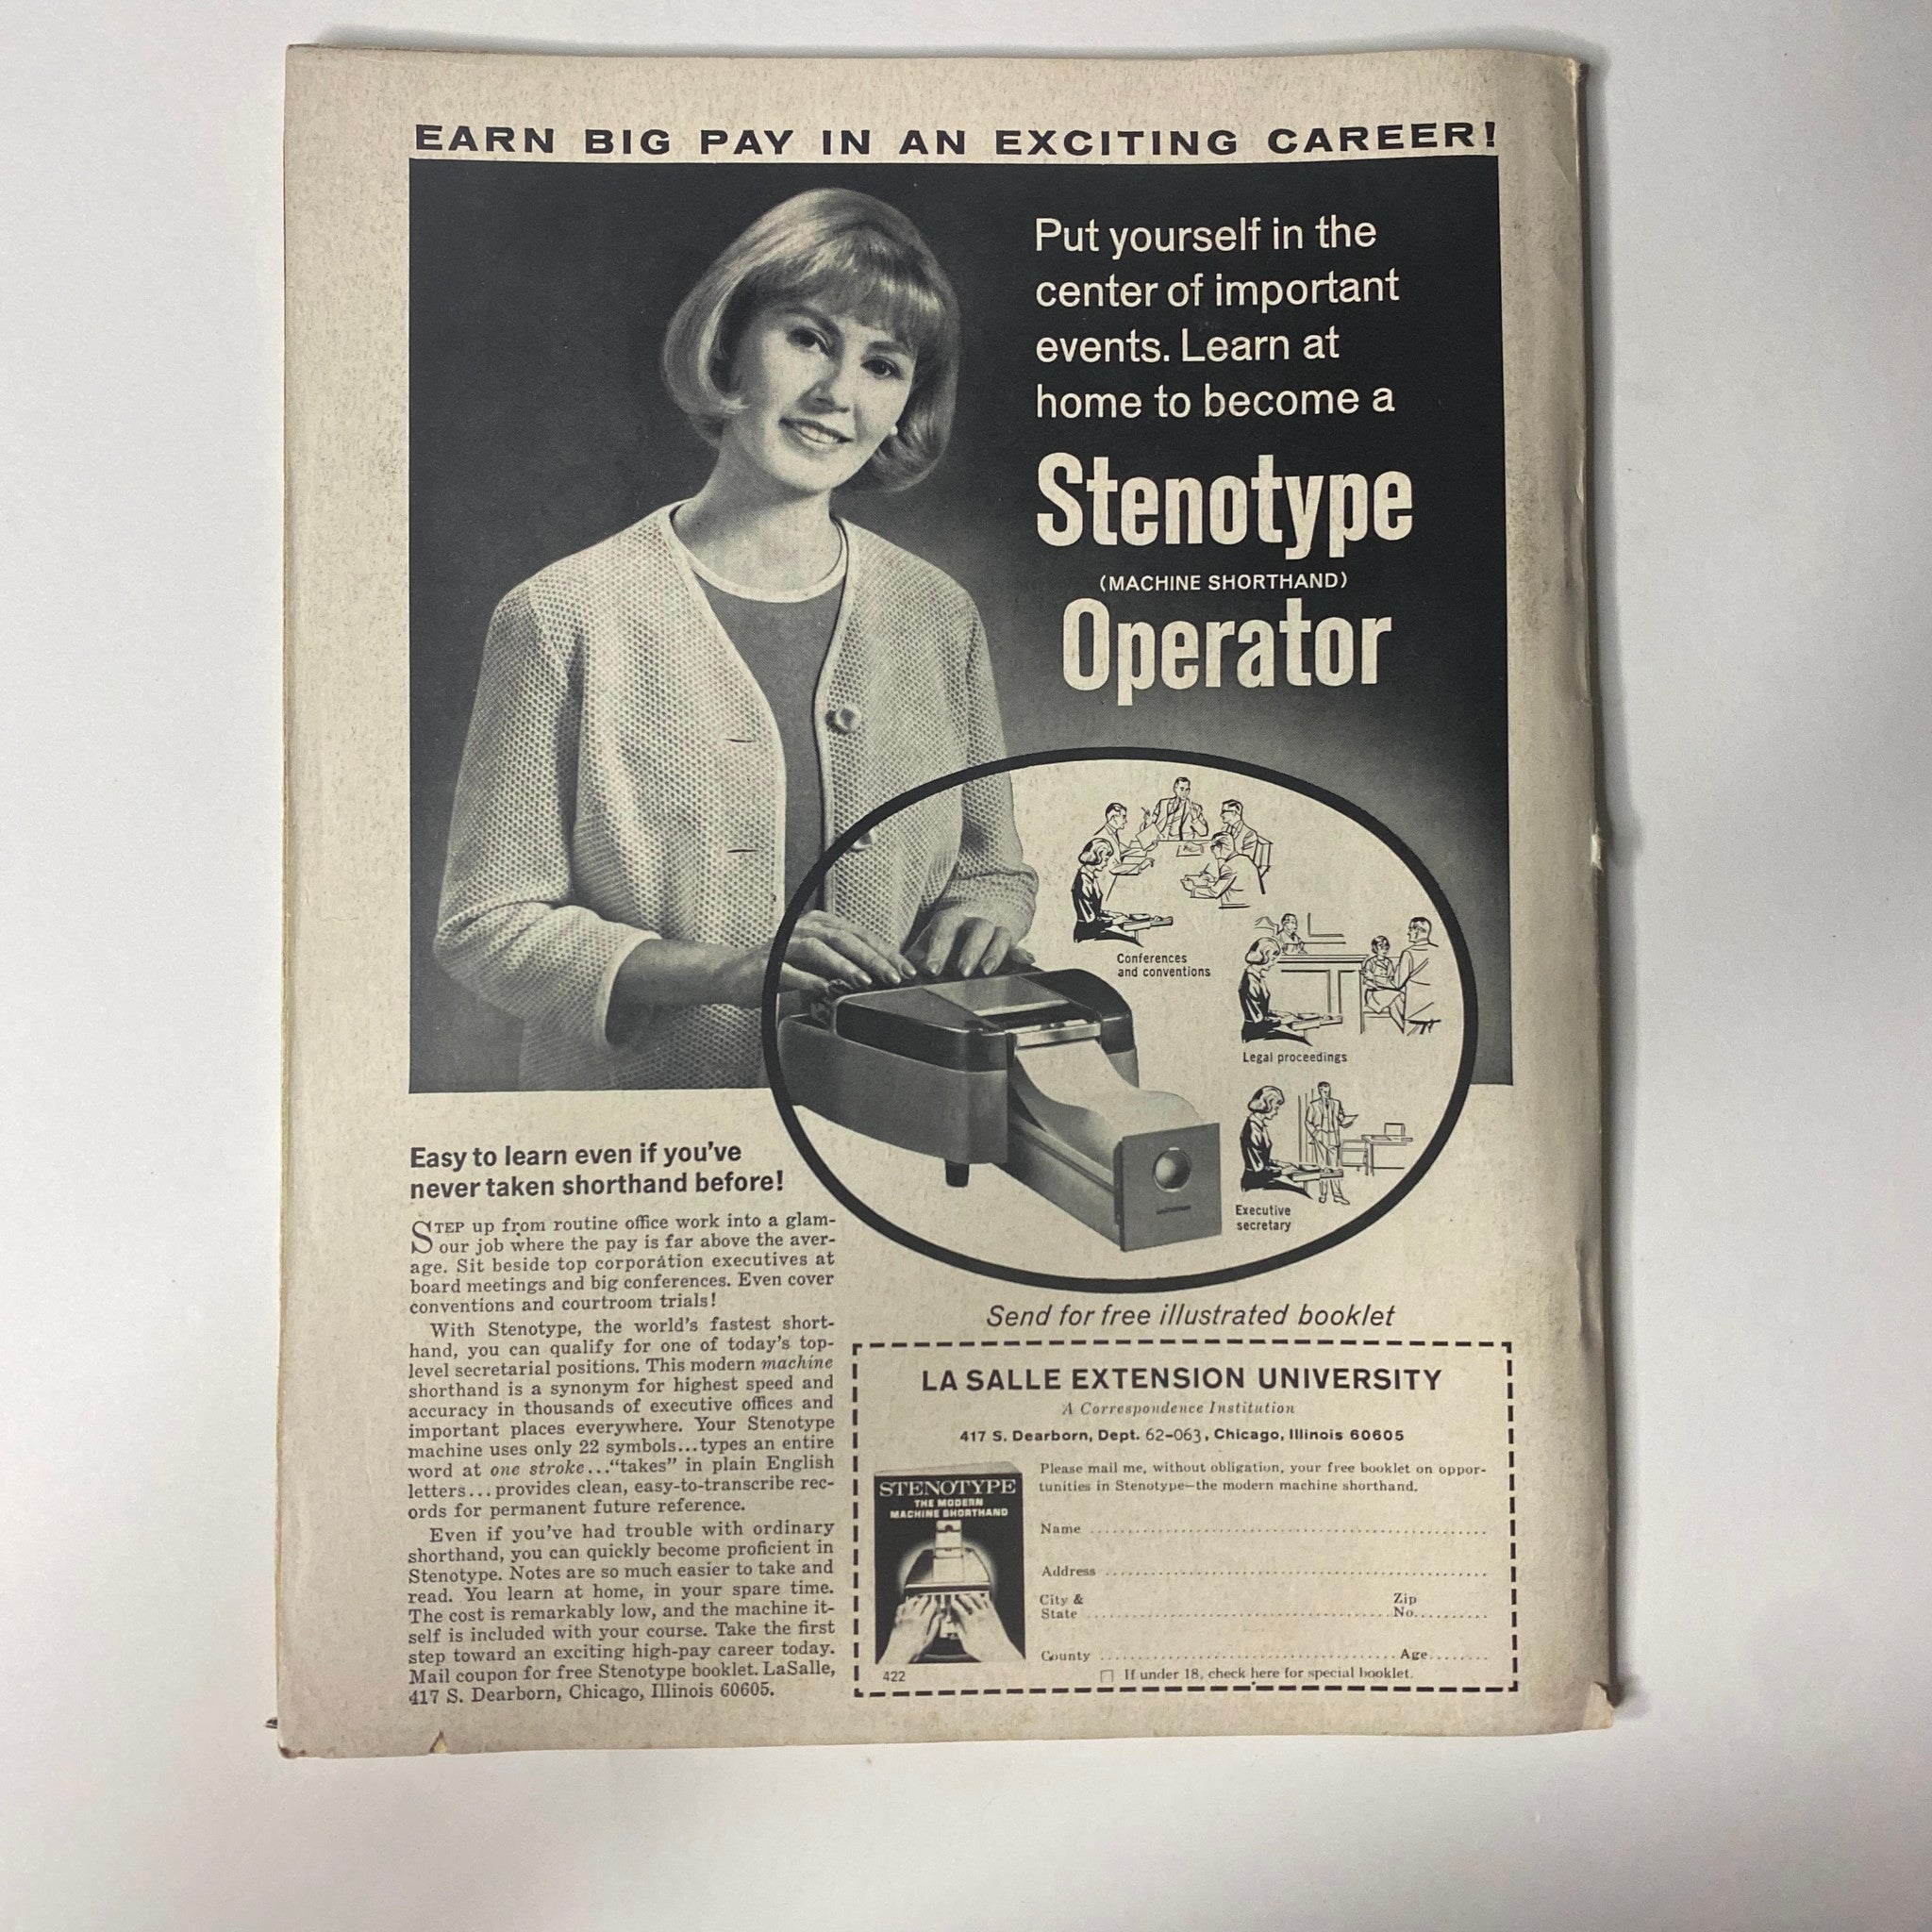 EARN BIG PAY IN AN EXCITING CAREER!
Put yourself in the
center of important
events. Learn at
home to become a
Stenotype
(MACHINE SHORTHAND)
Operator
Conferences
and conventions
Legal proceedings
Executive
secretary
Easy to learn even if you've
never taken shorthand before!
STEP up from routine office work into a glam-
our job where the pay is far above the aver-
age. Sit beside top corporation executives at
board meetings and big conferences. Even cover
conventions and courtroom trials!
With Stenotype, the world's fastest short-
hand, you can qualify for one of today's top-
level secretarial positions. This modern machine
shorthand is a synonym for highest speed and
accuracy in thousands of executive offices and
important places everywhere. Your Stenotype
machine uses only 22 symbols...types an entire
word at one stroke..."takes" in plain English
letters...provides clean, easy-to-transcribe rec-
ords for permanent future reference.
Even if you've had trouble with ordinary
shorthand, you can quickly become proficient in
Stenotype. Notes are so much easier to take and
read. You learn at home, in your spare time.
The cost is remarkably low, and the machine it-
self is included with your course. Take the first
step toward an exciting high-pay career today.
Mail coupon for free Stenotype booklet. LaSalle,
417 S. Dearborn, Chicago, Illinois 60605.
Send for free illustrated booklet
LA SALLE EXTENSION UNIVERSITY
A Correspondence Institution
417 S. Dearborn, Dept. 62-063, Chicago, Illinois 60605
STENOTYPE
THE MODERN
MACHINE SHORTHAND
422
Please mail me, without obligation, your free booklet on oppor-
tunities in Stenotype—the modern machine shorthand.
Name
Address
City & Zip
State No.
County Age
If under 18, check here for special booklet.